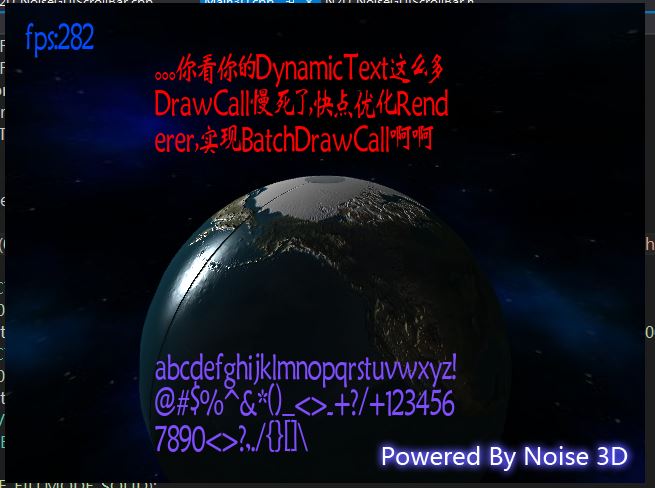 fps:282
。。。你看你的DynamicText这么多
DrawCall慢死了,快点优化Rend
erer,实现BatchDrawCall啊啊
abcdefghijklmnopqrstuvwxyz!
@#$%^&*()_<>-+?/+123456
7890<>?,./{}[]\
Powered By Noise 3D